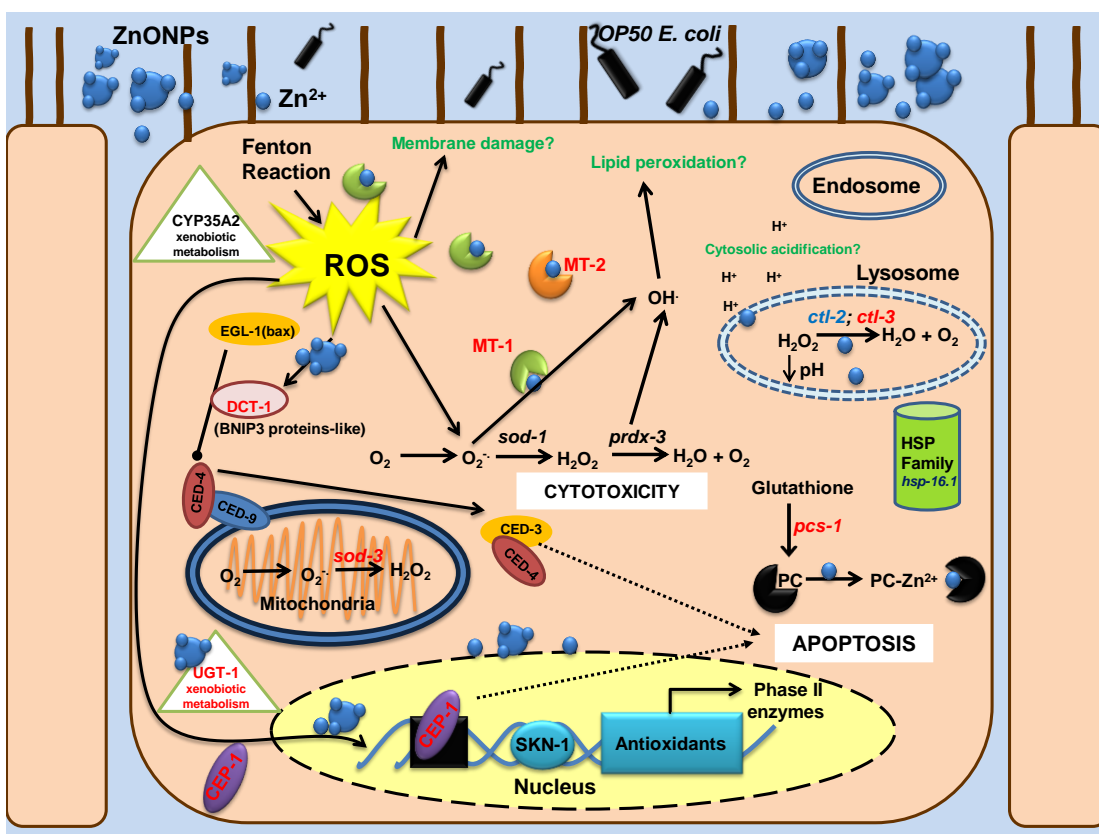 ZnONPs
OP50 E. coli
Zn²⁺
Fenton
Reaction
Membrane damage?
Lipid peroxidation?
Endosome
CYP35A2
xenobiotic
metabolism
ROS
MT-2
H⁺
Cytosolic acidification?
H⁺
H⁺
H⁺
Lysosome
OH·
ctl-2; ctl-3
H₂O₂
H₂O + O₂
pH
EGL-1(bax)
MT-1
DCT-1
(BNIP3 proteins-like)
O₂
O₂⁻·
sod-1
H₂O₂
prdx-3
H₂O + O₂
CYTOTOXICITY
HSP
Family
hsp-16.1
Glutathione
pcs-1
PC
PC-Zn²⁺
CED-4
CED-9
CED-3
CED-4
sod-3
O₂
O₂⁻·
H₂O₂
Mitochondria
APOPTOSIS
UGT-1
xenobiotic
metabolism
CEP-1
CEP-1
SKN-1
Antioxidants
Phase II
enzymes
Nucleus